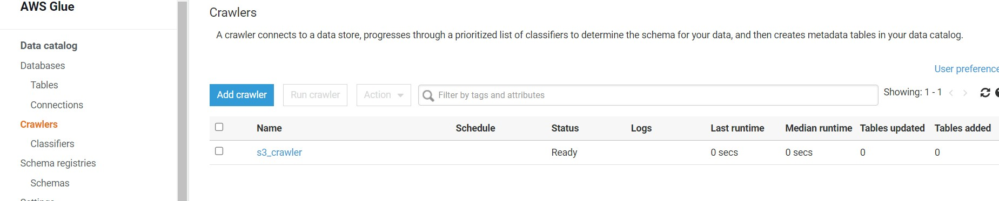 AWS Glue
Data catalog
Databases
Tables
Connections
Crawlers
Classifiers
Schema registries
Schemas
Crawlers
A crawler connects to a data store, progresses through a prioritized list of classifiers to determine the schema for your data, and then creates metadata tables in your data catalog.
User preference
Add crawler Run crawler Action Filter by tags and attributes Showing: 1 - 1
Name Schedule Status Logs Last runtime Median runtime Tables updated Tables added
s3_crawler Ready 0 secs 0 secs 0 0